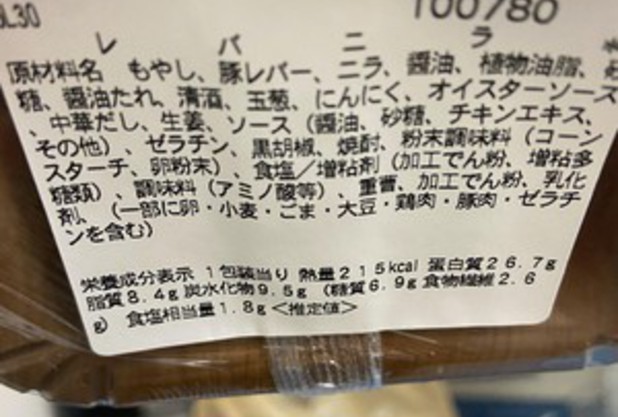 L30
100780
レバニラ
原材料名 もやし、豚レバー、ニラ、醤油、植物油脂、砂
糖、醤油たれ、清酒、玉葱、にんにく、オイスターソース
、中華だし、生姜、ソース（醤油、砂糖、チキンエキス、
その他）、ゼラチン、黒胡椒、焼酎、粉末調味料（コーン
スターチ、卵粉末）、食塩／増粘剤（加工でん粉、増粘多
糖類）、調味料（アミノ酸等）、重曹、加工でん粉、乳化
剤、（一部に卵・小麦・ごま・大豆・鶏肉・豚肉・ゼラチ
ンを含む）
栄養成分表示 1包装当り 熱量215kcal 蛋白質26.7g
脂質8.4g 炭水化物9.5g（糖質6.9g 食物繊維2.6
g） 食塩相当量1.8g<推定値>